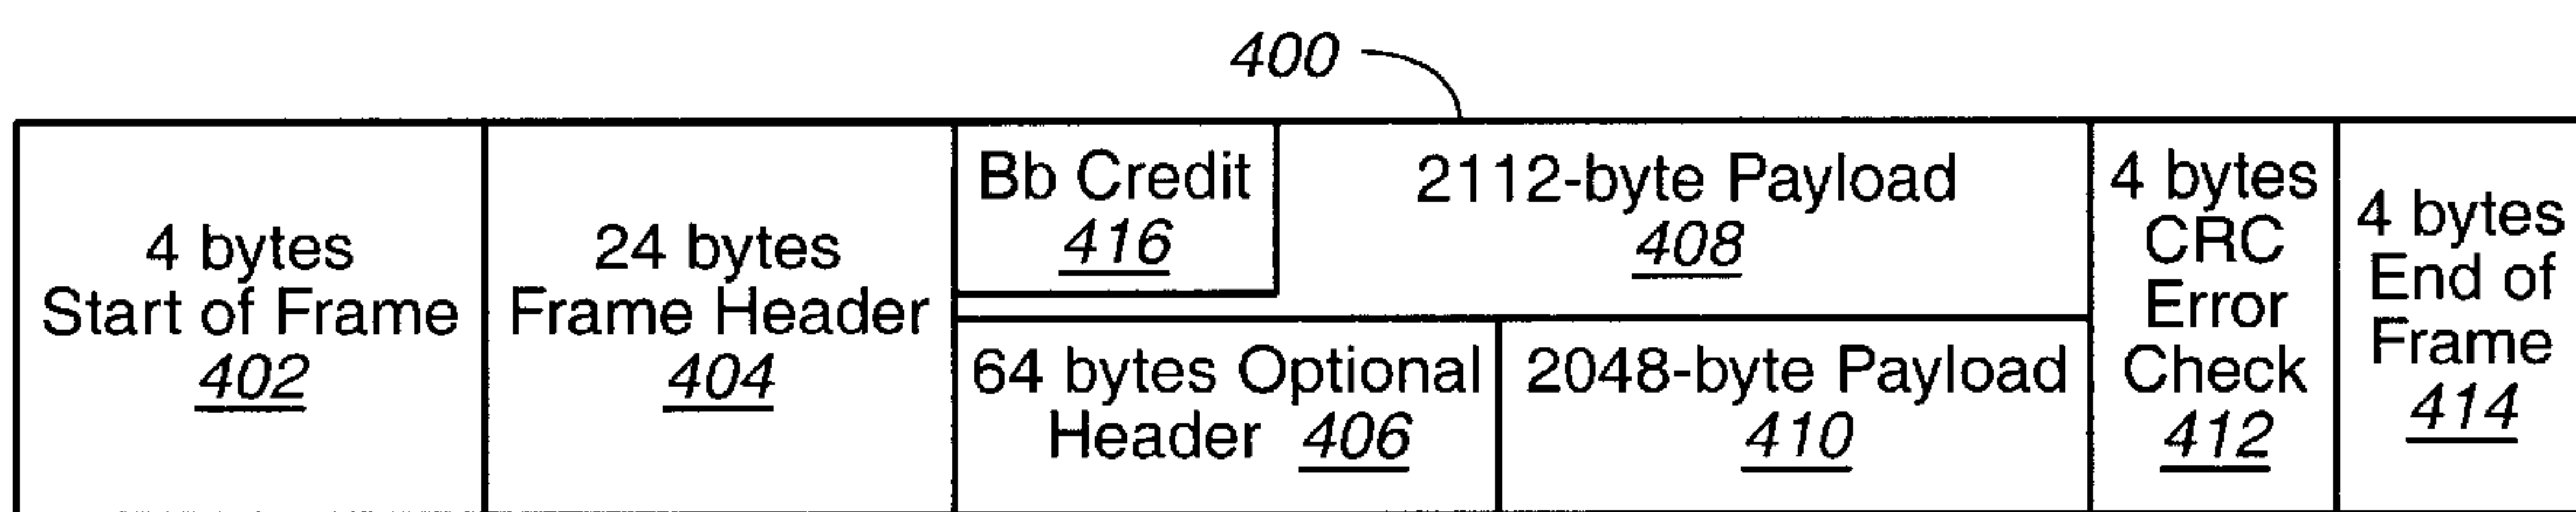 400
4 bytes
Start of Frame
402
24 bytes
Frame Header
404
Bb Credit
416
2112-byte Payload
408
64 bytes Optional
Header 406
2048-byte Payload
410
4 bytes
CRC
Error
Check
412
4 bytes
End of
Frame
414